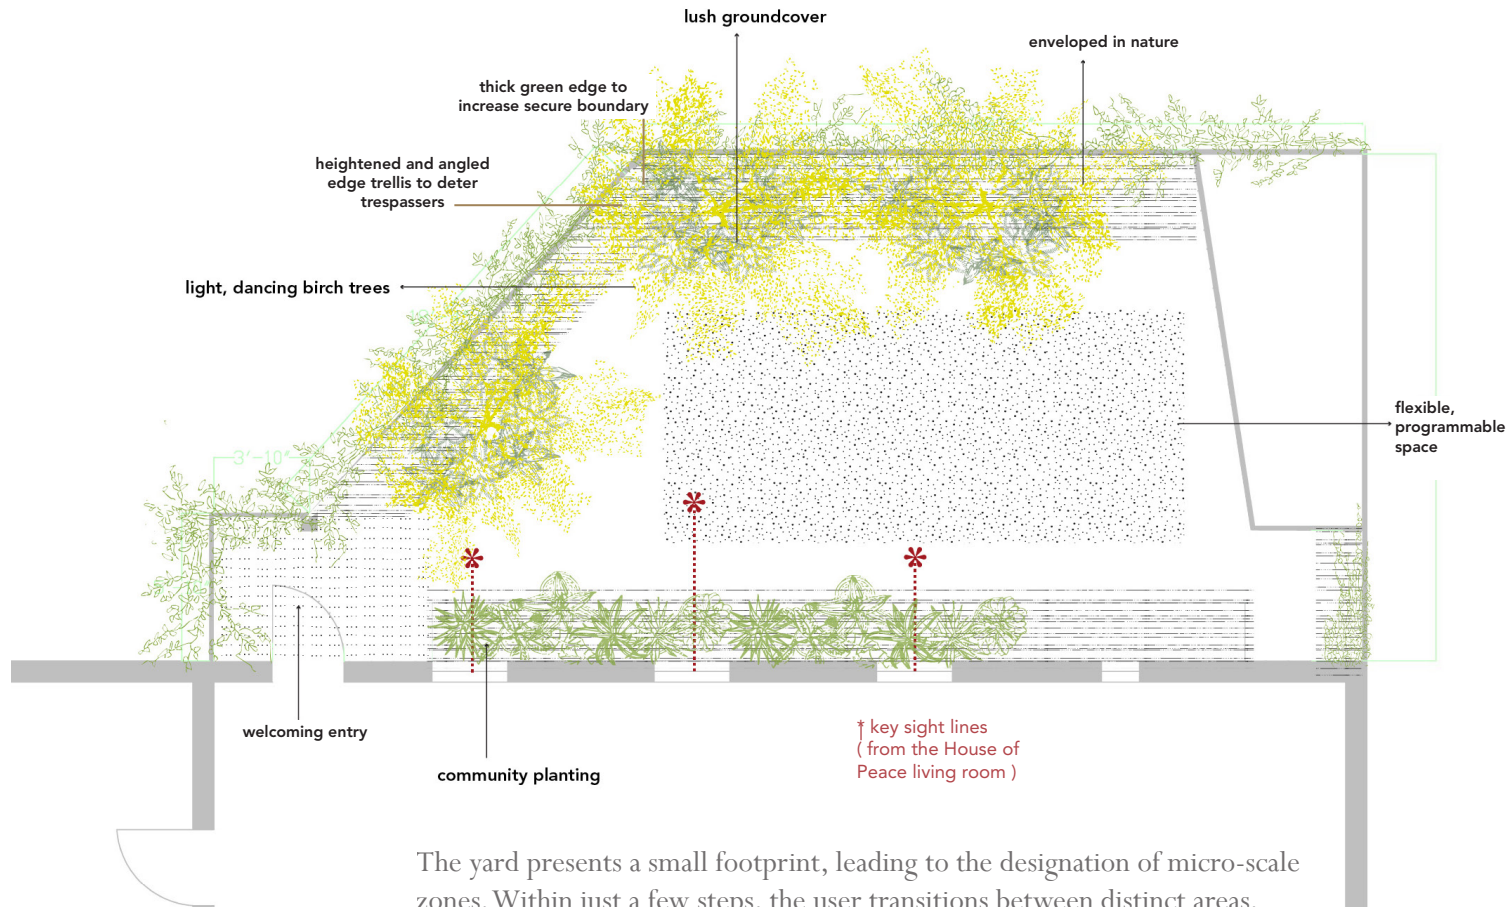 lush groundcover
enveloped in nature
thick green edge to
increase secure boundary
heightened and angled
edge trellis to deter
trespassers
light, dancing birch trees
flexible,
programmable
space
3'-10"
welcoming entry
community planting
* key sight lines
( from the House of
Peace living room )
The yard presents a small footprint, leading to the designation of micro-scale
zones. Within just a few steps, the user transitions between distinct areas.